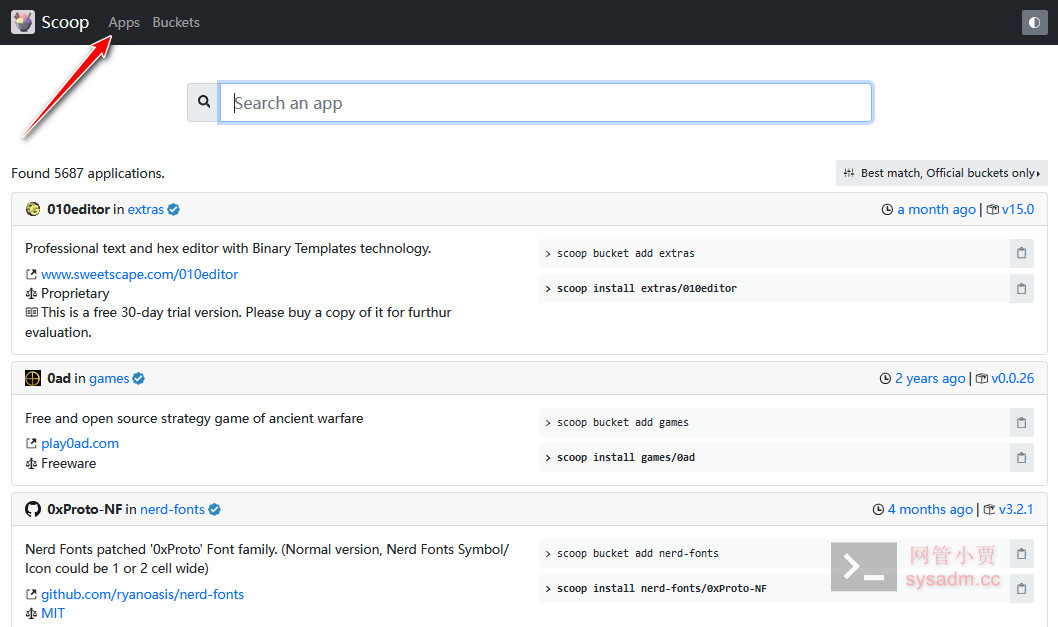 Scoop Apps Buckets
Search an app
Found 5687 applications.
Best match, Official buckets only
010editor in extras
a month ago | v15.0
Professional text and hex editor with Binary Templates technology.
www.sweetscape.com/010editor
Proprietary
This is a free 30-day trial version. Please buy a copy of it for furthur
evaluation.
> scoop bucket add extras
> scoop install extras/010editor
0ad in games
2 years ago | v0.0.26
Free and open source strategy game of ancient warfare
play0ad.com
Freeware
> scoop bucket add games
> scoop install games/0ad
0xProto-NF in nerd-fonts
4 months ago | v3.2.1
Nerd Fonts patched '0xProto' Font family. (Normal version, Nerd Fonts Symbol/
Icon could be 1 or 2 cell wide)
github.com/ryanoasis/nerd-fonts
MIT
> scoop bucket add nerd-fonts
> scoop install nerd-fonts/0xProto-NF
网管小贾
sysadm.cc